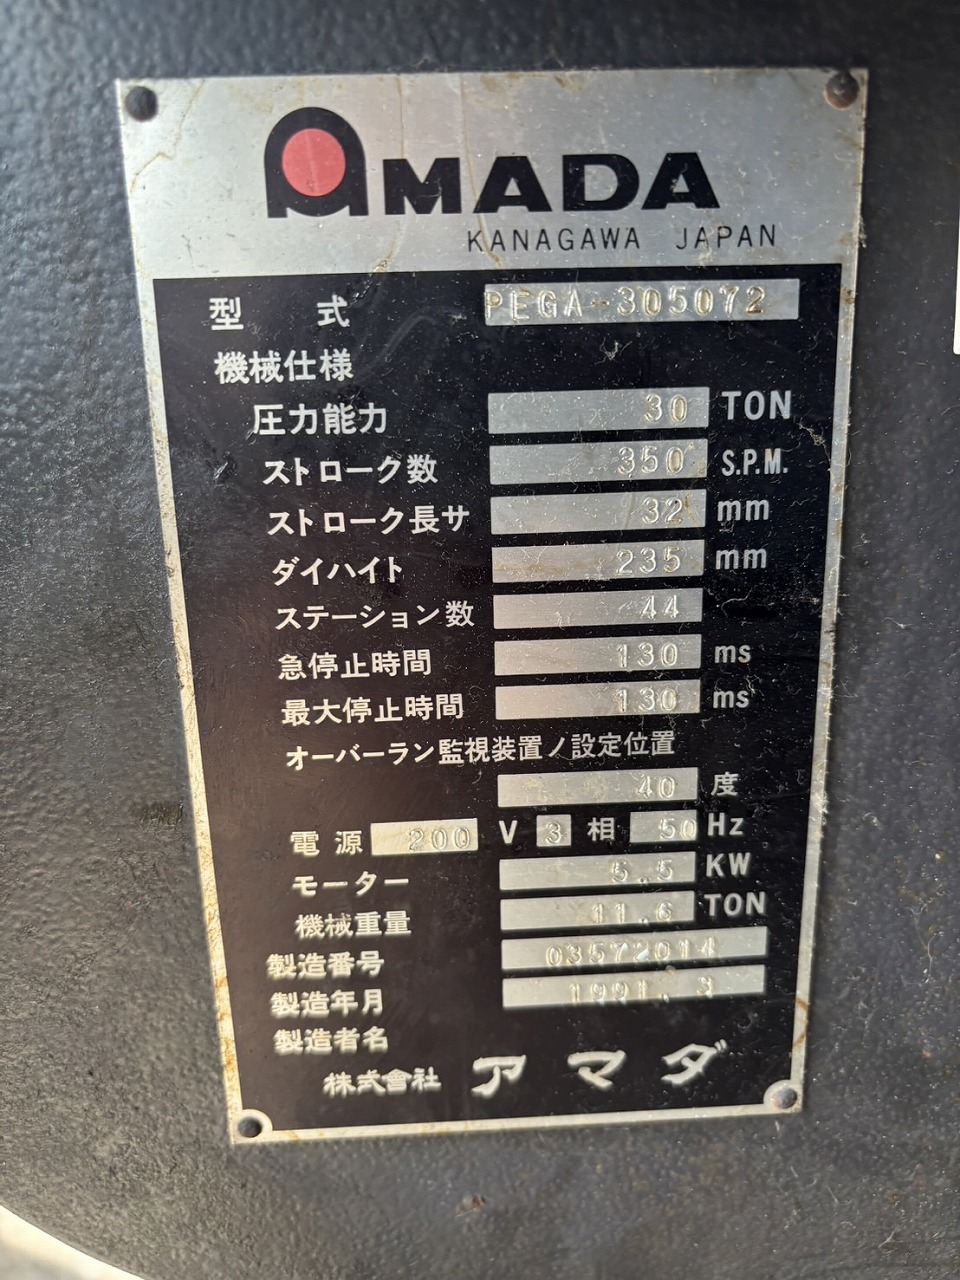 AMADA
KANAGAWA JAPAN
型式 PEGA-305072
機械仕様
圧力能力 30 TON
ストローク数 350 S.P.M.
ストローク長サ 32 mm
ダイハイト 235 mm
ステーション数 44
急停止時間 130 ms
最大停止時間 130 ms
オーバーラン監視装置ノ設定位置
40 度
電源 200 V 3 相 50 Hz
モーター 5.5 KW
機械重量 11.6 TON
製造番号 03572014
製造年月 1991. 3
製造者名
株式會社 アマダ